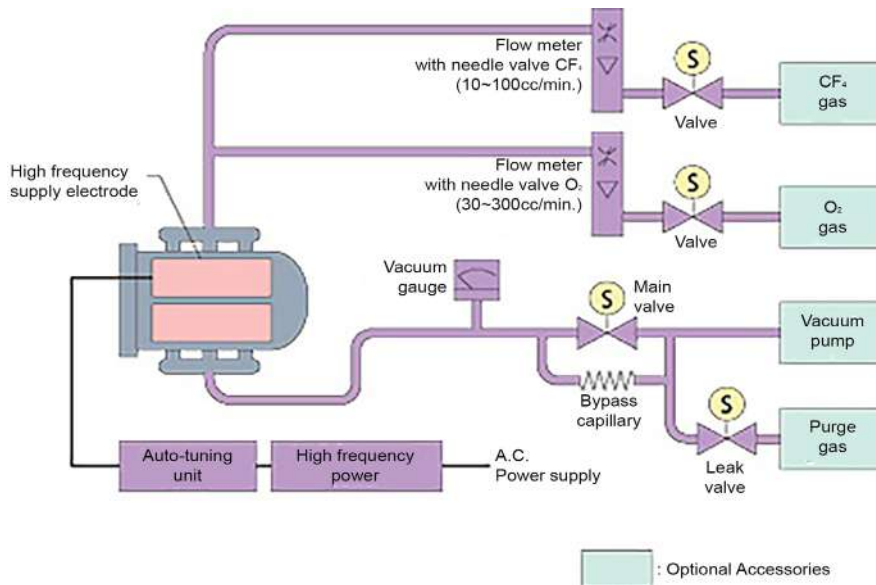 Flow meter
with needle valve CF₄
(10~100cc/min.)
S
Valve
CF₄
gas
High frequency
supply electrode
Flow meter
with needle valve O₂
(30~300cc/min.)
S
Valve
O₂
gas
Vacuum
gauge
S
Main
valve
Vacuum
pump
Bypass
capillary
S
Leak
valve
Purge
gas
Auto-tuning
unit
High frequency
power
A.C.
Power supply
: Optional Accessories